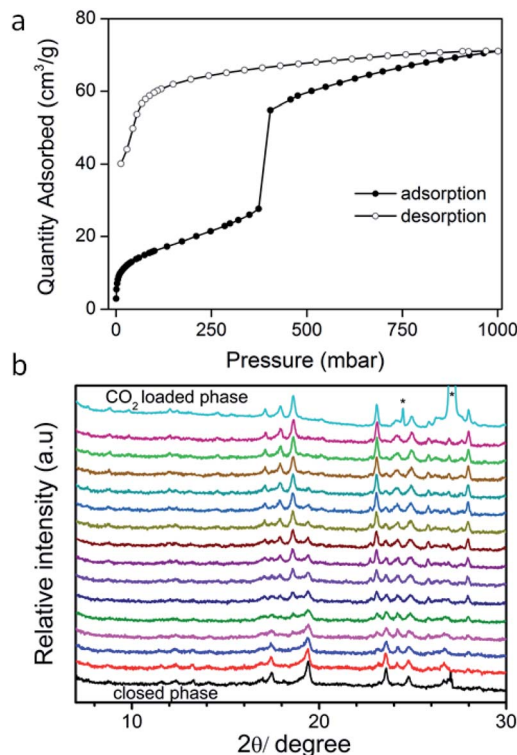 a
80
60
40
20
0
Quantity Adsorbed (cm³/g)
adsorption
desorption
0 250 500 750 1000
Pressure (mbar)
b
CO₂ loaded phase
*
*
Relative intensity (a.u)
closed phase
10 20 30
2θ/ degree